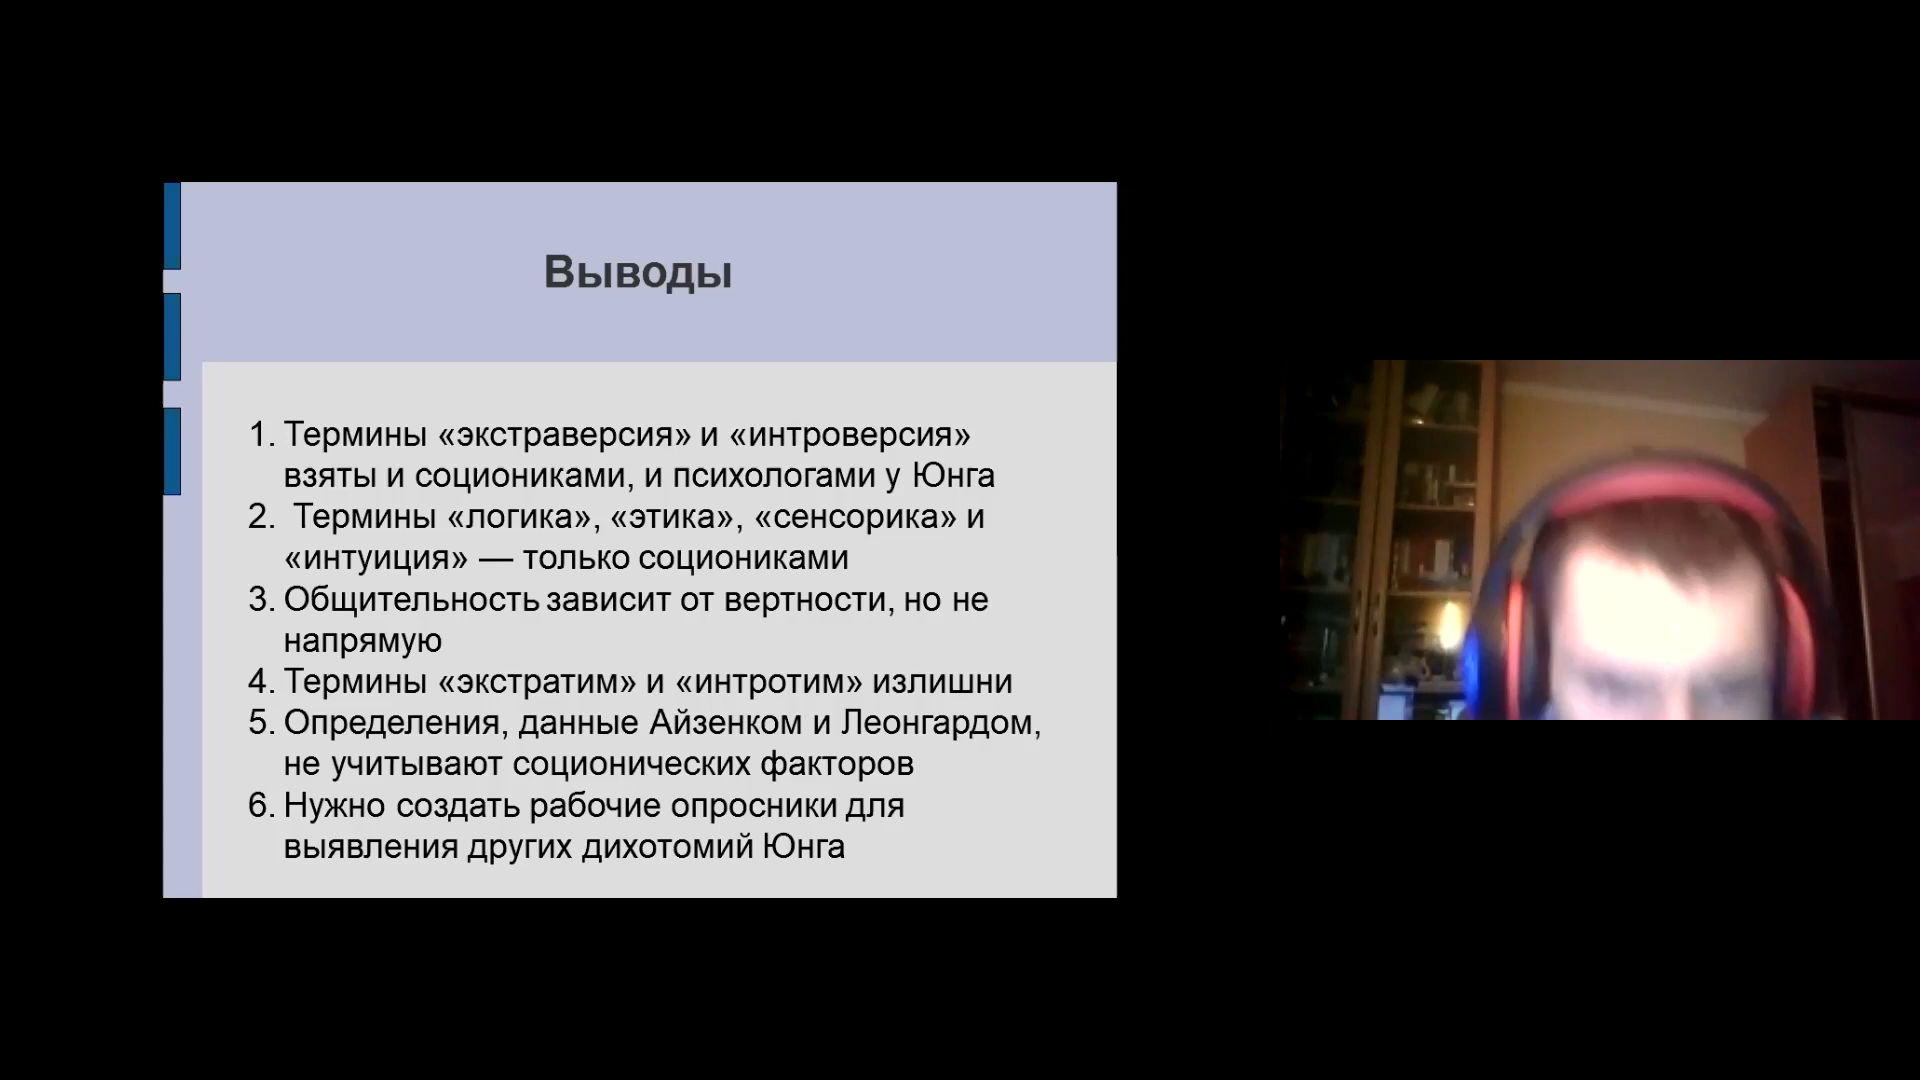 Выводы
1. Термины «экстраверсия» и «интроверсия»
взяты и социониками, и психологами у Юнга
2. Термины «логика», «этика», «сенсорика» и
«интуиция» — только социониками
3. Общительность зависит от вертности, но не
напрямую
4. Термины «экстратим» и «интротим» излишни
5. Определения, данные Айзенком и Леонгардом,
не учитывают соционических факторов
6. Нужно создать рабочие опросники для
выявления других дихотомий Юнга